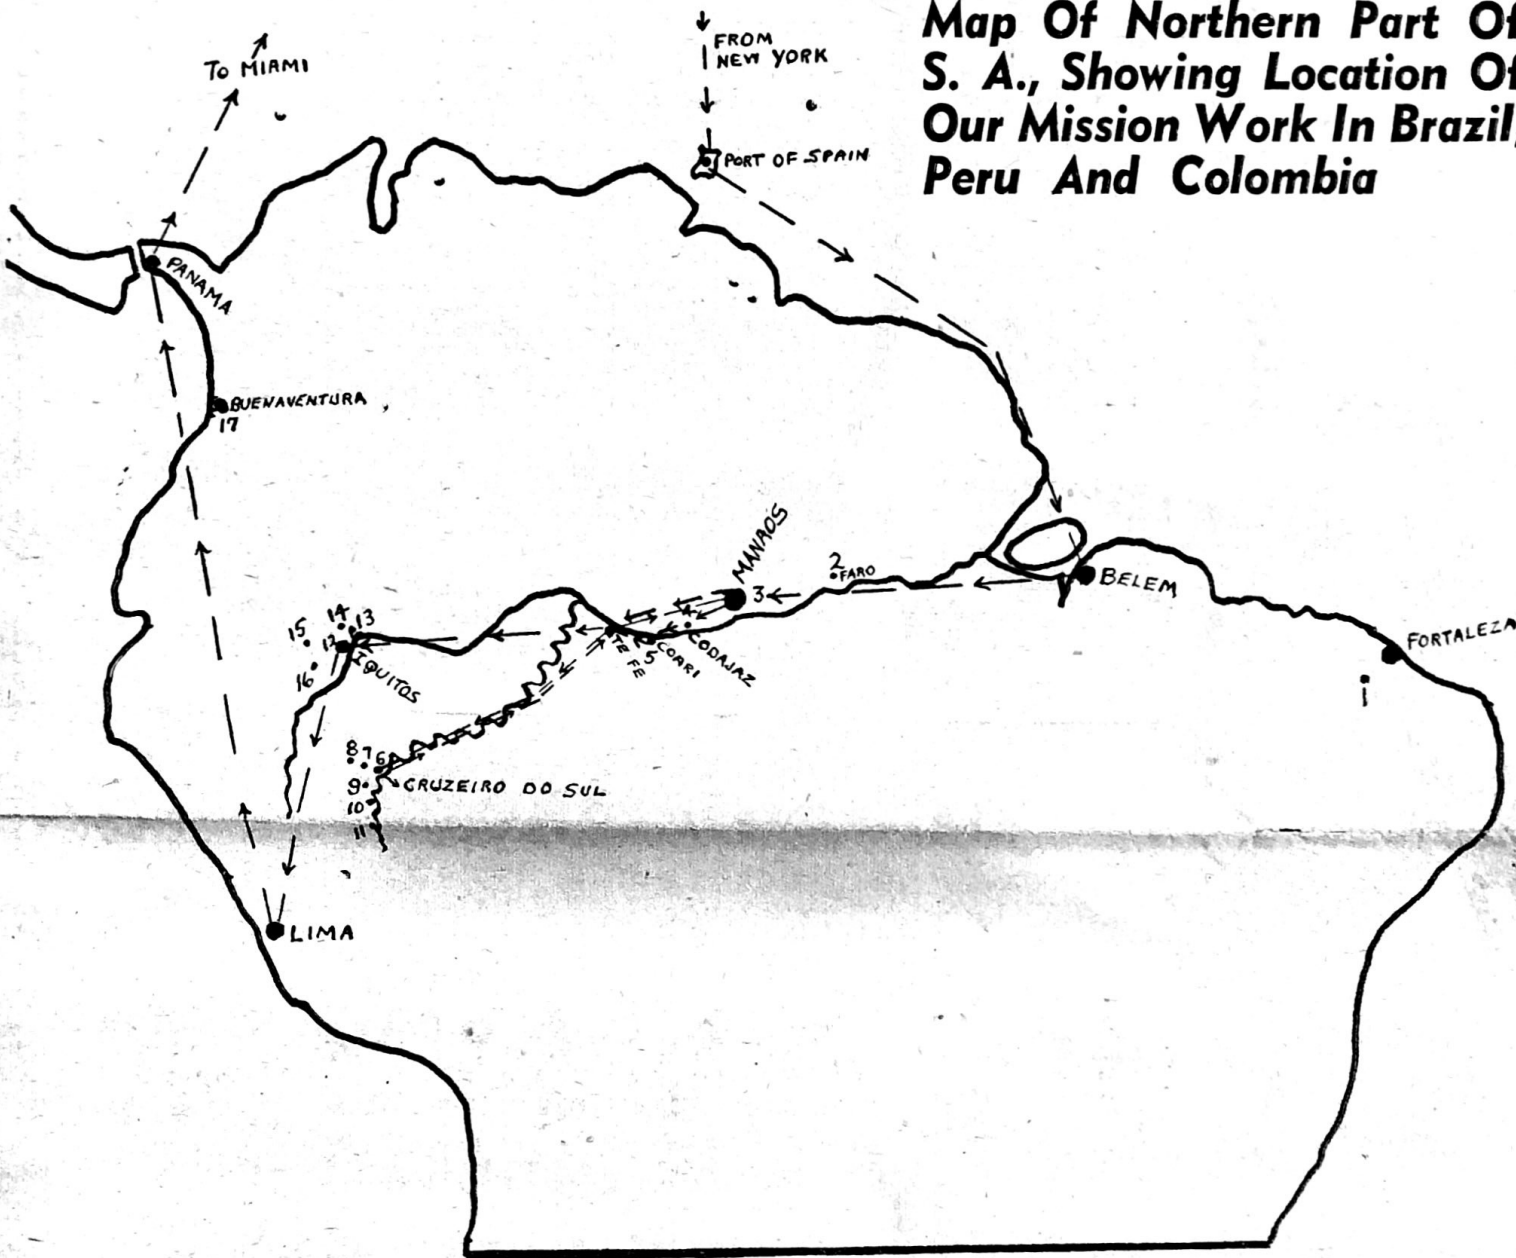 Map Of Northern Part Of
S. A., Showing Location Of
Our Mission Work In Brazil,
Peru And Colombia
FROM
NEW YORK
TO MIAMI
PORT OF SPAIN
PANAMA
BUENAVENTURA
17
MANAOS
3
2
FARO
BELEM
FORTALEZA
1
4
CODAJAZ
COARI
5
TE FE
14
13
15
12
IQUITOS
16
8
7
6
CRUZEIRO DO SUL
9
10
11
LIMA